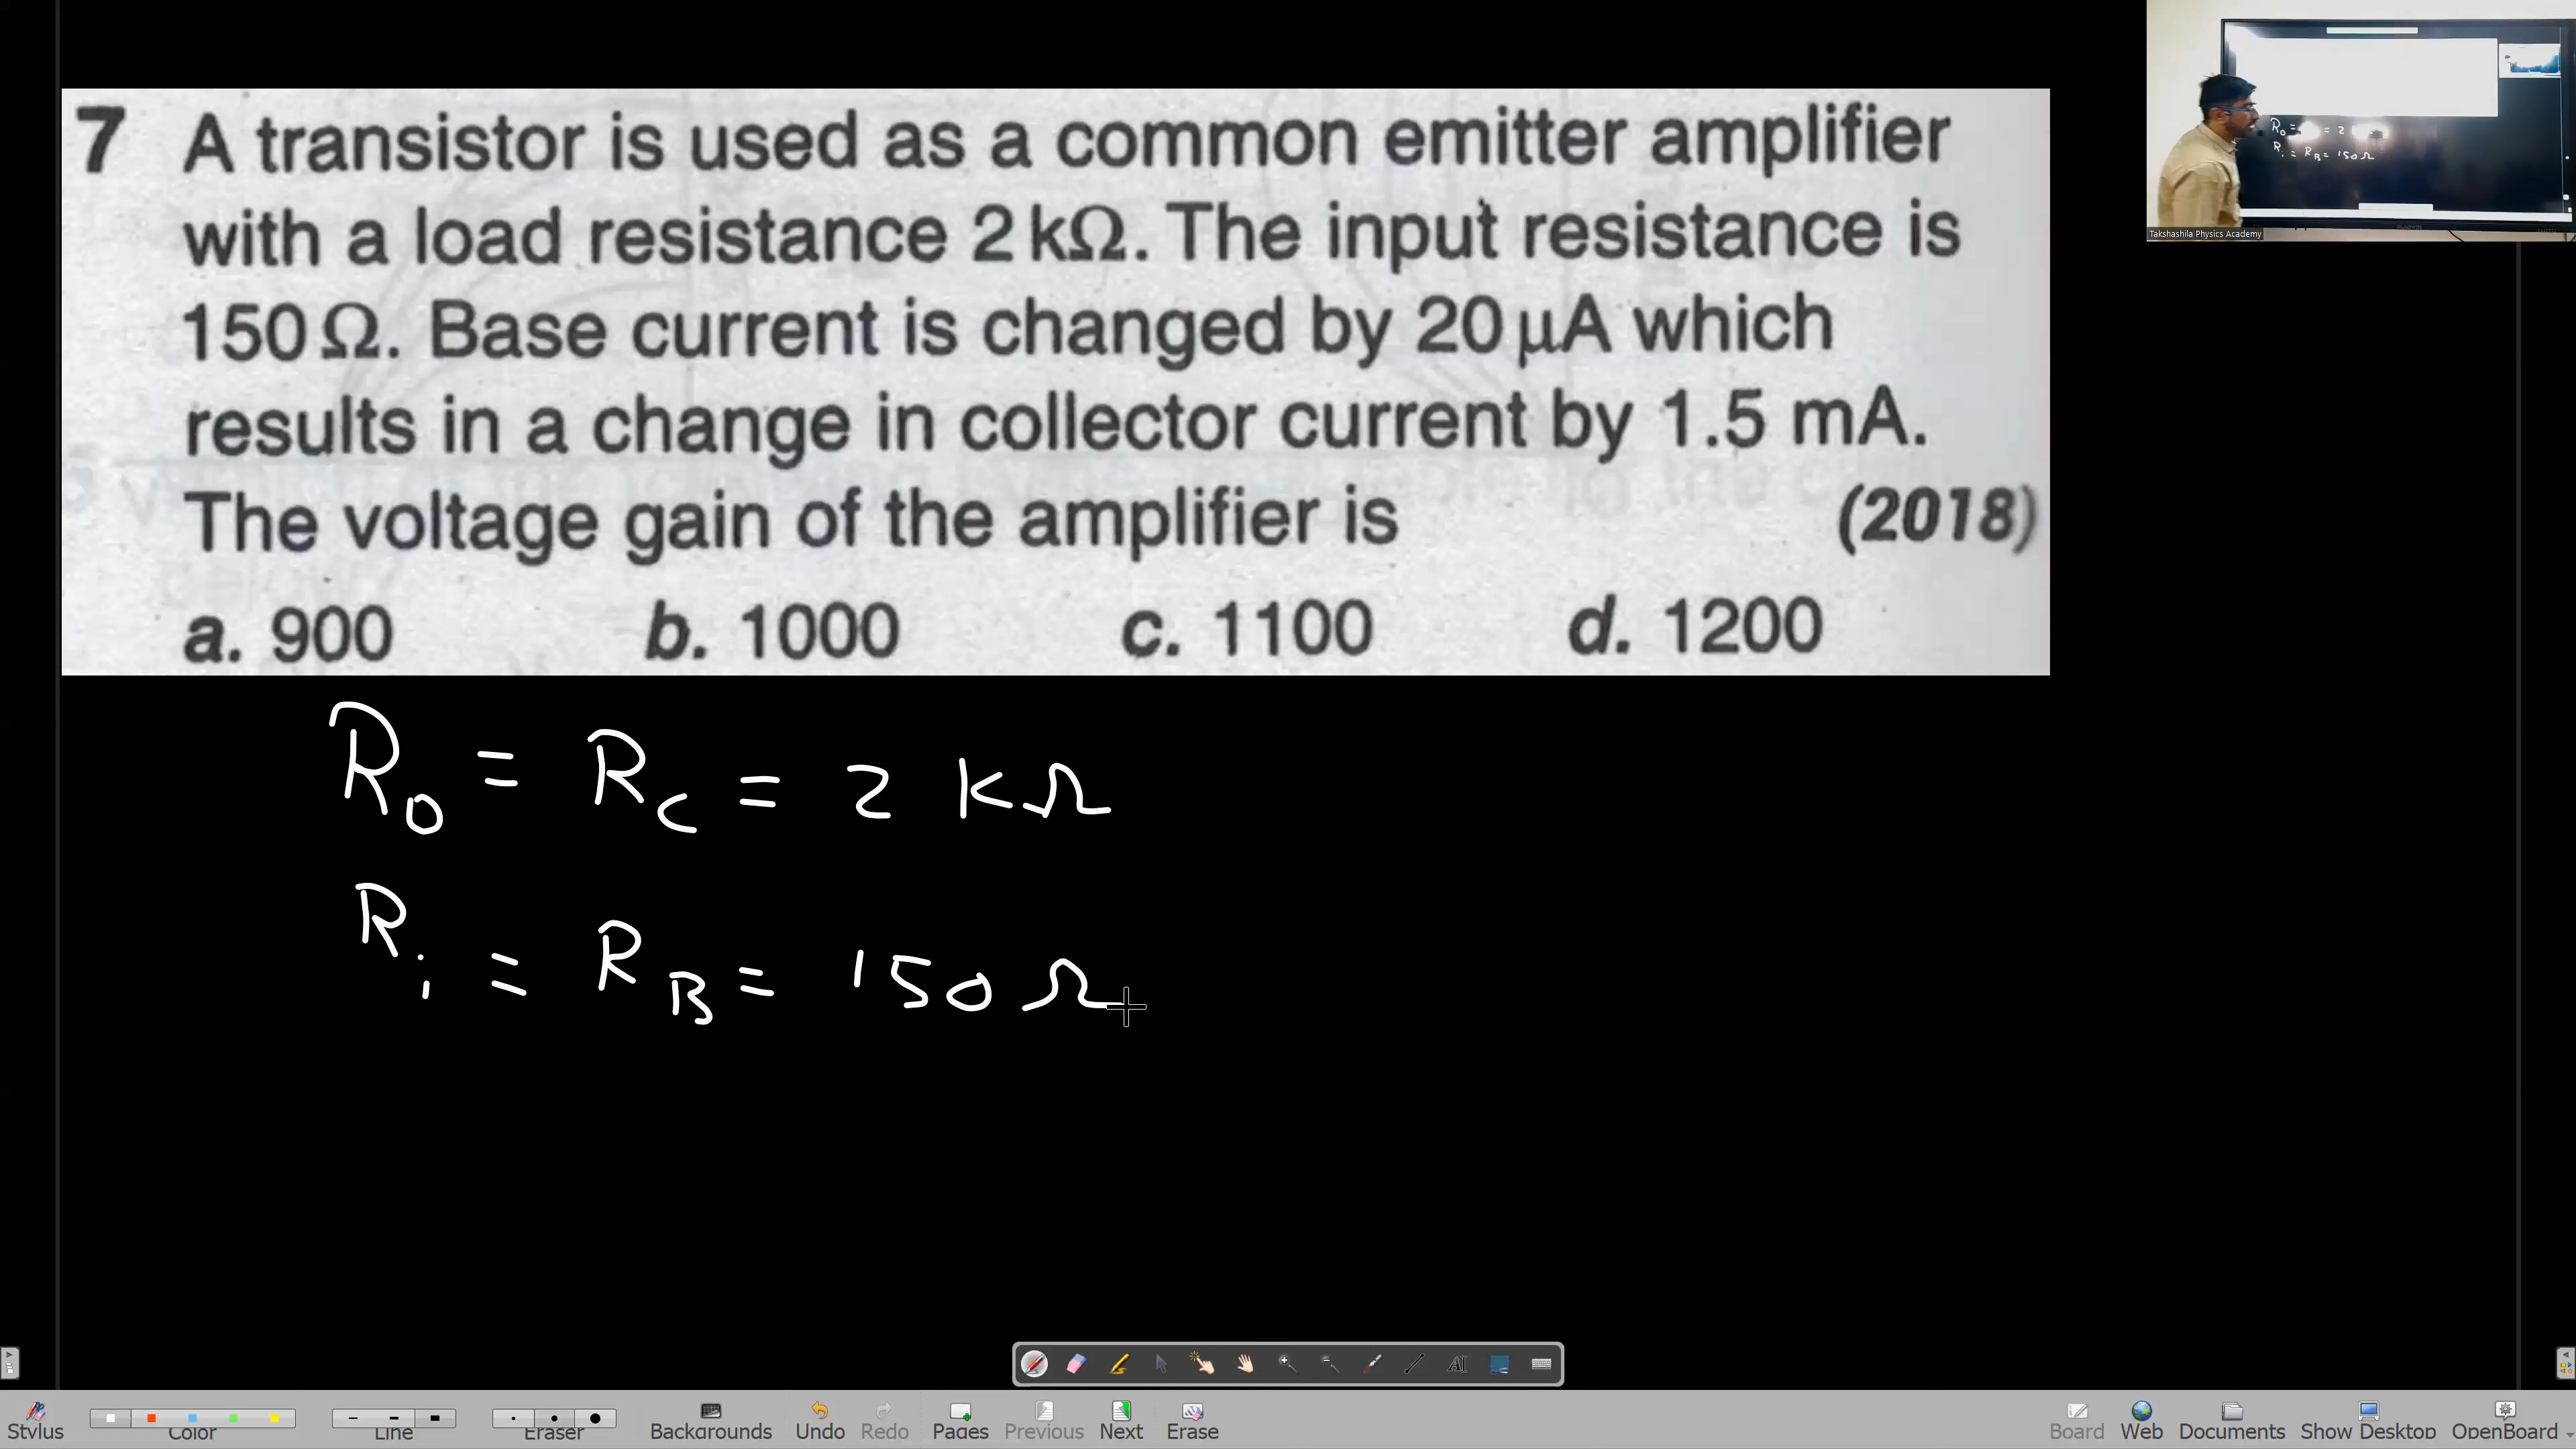 7 A transistor is used as a common emitter amplifier
with a load resistance 2 kΩ. The input resistance is
150 Ω. Base current is changed by 20 μA which
results in a change in collector current by 1.5 mA.
The voltage gain of the amplifier is (2018)
a. 900 b. 1000 c. 1100 d. 1200
R₀ = R_C = 2 KΩ
R_i = R_B = 150 Ω
Takshashila Physics Academy
Stylus Color Line Eraser Backgrounds Undo Redo Pages Previous Next Erase Board Web Documents Show Desktop OpenBoard